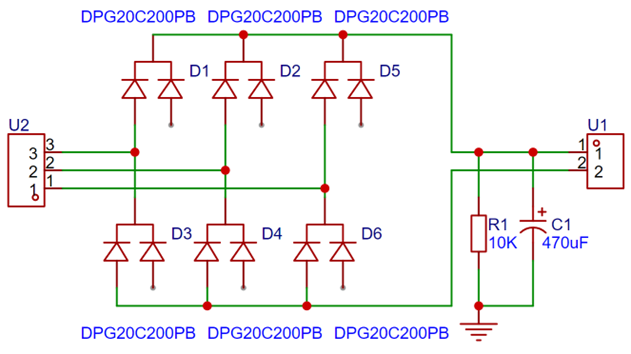 DPG20C200PB DPG20C200PB DPG20C200PB
D1 D2 D5
U2 U1
3 3 1 1
2 2 2 2
1 1
D3 D4 D6 R1 C1
10K 470uF
DPG20C200PB DPG20C200PB DPG20C200PB